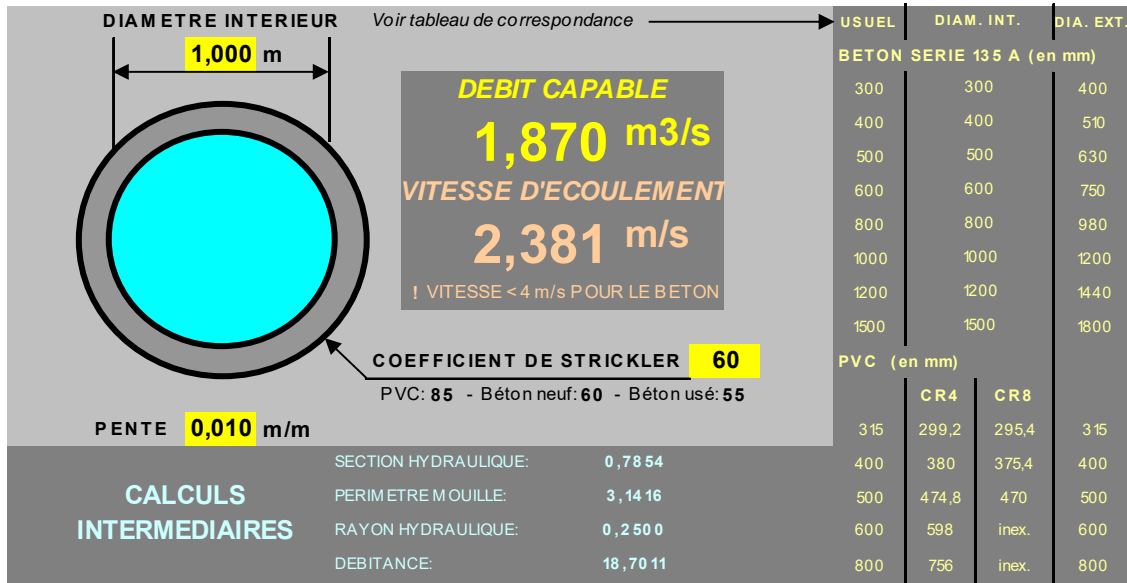 DIAMETRE INTERIEUR
1,000 m
Voir tableau de correspondance
DEBIT CAPABLE
1,870 m3/s
VITESSE D'ECOULEMENT
2,381 m/s
! VITESSE < 4 m/s POUR LE BETON
COEFFICIENT DE STRICKLER 60
PVC: 85 - Béton neuf: 60 - Béton usé: 55
PENTE 0,010 m/m
CALCULS
INTERMEDIAIRES
SECTION HYDRAULIQUE: 0,7854
PERIMETRE MOUILLE: 3,1416
RAYON HYDRAULIQUE: 0,2500
DEBITANCE: 18,7011
USUEL DIAM. INT. DIA. EXT.
BETON SERIE 135 A (en mm)
300 300 400
400 400 510
500 500 630
600 600 750
800 800 980
1000 1000 1200
1200 1200 1440
1500 1500 1800
PVC (en mm)
CR4 CR8
315 299,2 295,4 315
400 380 375,4 400
500 474,8 470 500
600 598 inex. 600
800 756 inex. 800